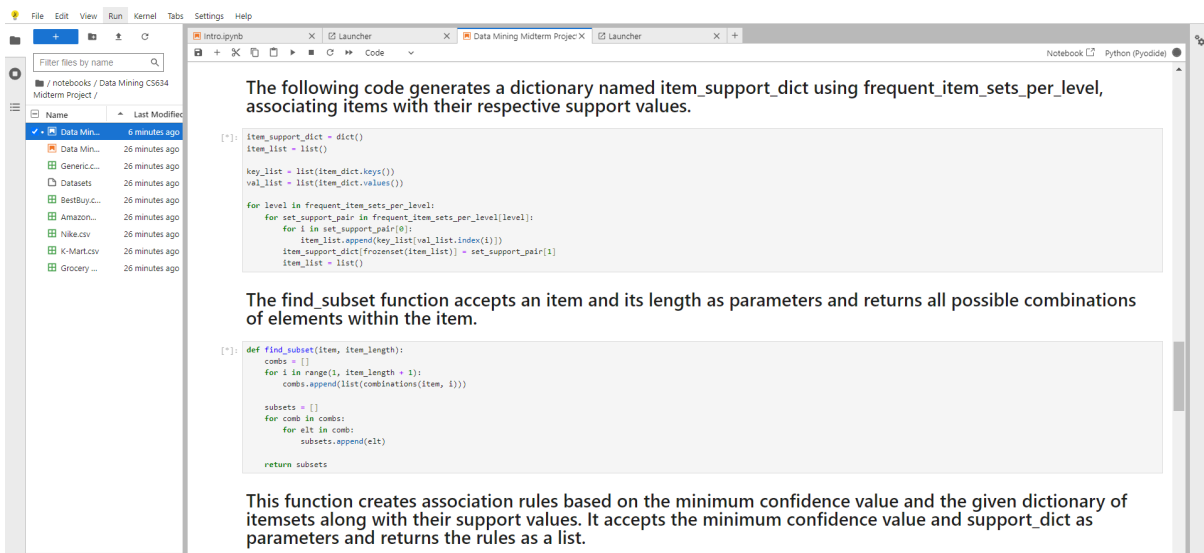 File Edit View Run Kernel Tabs Settings Help
+
Filter files by name
/ notebooks / Data Mining CS634
Midterm Project /
Name Last Modified
Data Min... 6 minutes ago
Data Min... 26 minutes ago
Generic.c... 26 minutes ago
Datasets 26 minutes ago
BestBuy.c... 26 minutes ago
Amazon... 26 minutes ago
Nike.csv 26 minutes ago
K-Mart.csv 26 minutes ago
Grocery ... 26 minutes ago
Intro.ipynb Launcher Data Mining Midterm Project Launcher +
Code Notebook Python (Pyodide)
The following code generates a dictionary named item_support_dict using frequent_item_sets_per_level,
associating items with their respective support values.
[*]: item_support_dict = dict()
item_list = list()
key_list = list(item_dict.keys())
val_list = list(item_dict.values())
for level in frequent_item_sets_per_level:
for set_support_pair in frequent_item_sets_per_level[level]:
for i in set_support_pair[0]:
item_list.append(key_list[val_list.index(i)])
item_support_dict[frozenset(item_list)] = set_support_pair[1]
item_list = list()
The find_subset function accepts an item and its length as parameters and returns all possible combinations
of elements within the item.
[*]: def find_subset(item, item_length):
combs = []
for i in range(1, item_length + 1):
combs.append(list(combinations(item, i)))
subsets = []
for comb in combs:
for elt in comb:
subsets.append(elt)
return subsets
This function creates association rules based on the minimum confidence value and the given dictionary of
itemsets along with their support values. It accepts the minimum confidence value and support_dict as
parameters and returns the rules as a list.